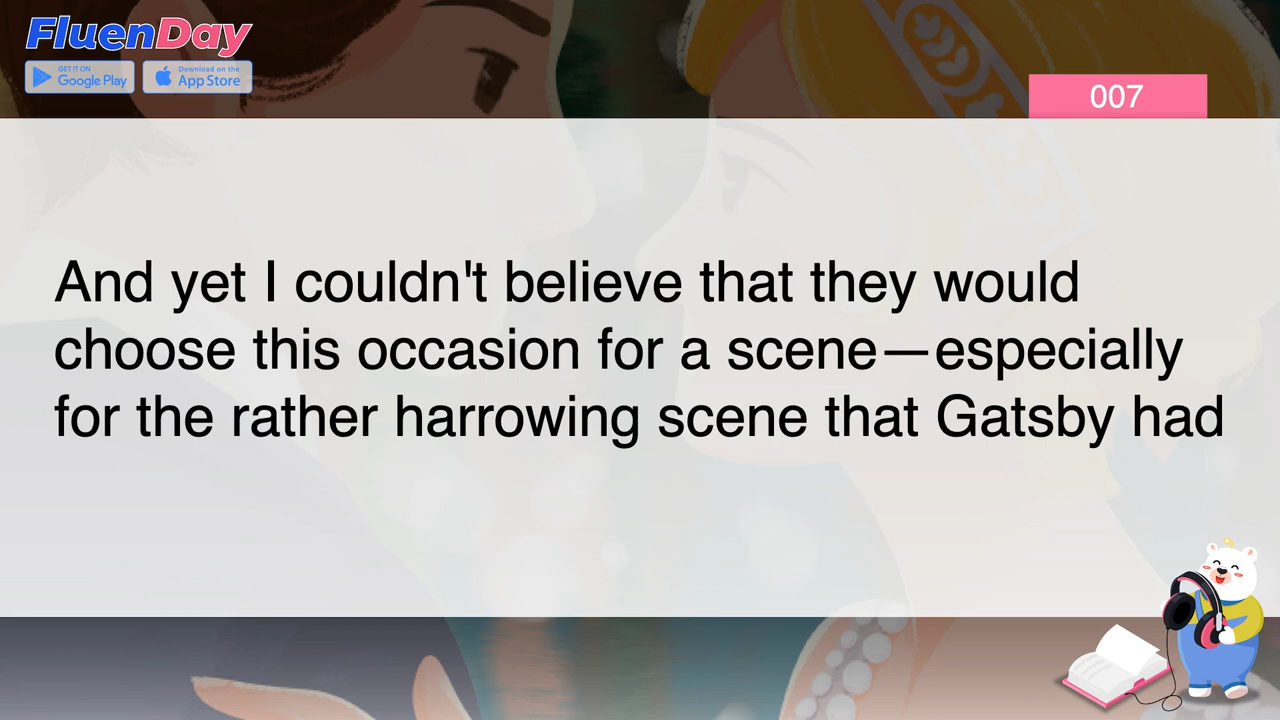 FluenDay
GET IT ON
Google Play
Download on the
App Store
007
And yet I couldn't believe that they would
choose this occasion for a scene—especially
for the rather harrowing scene that Gatsby had